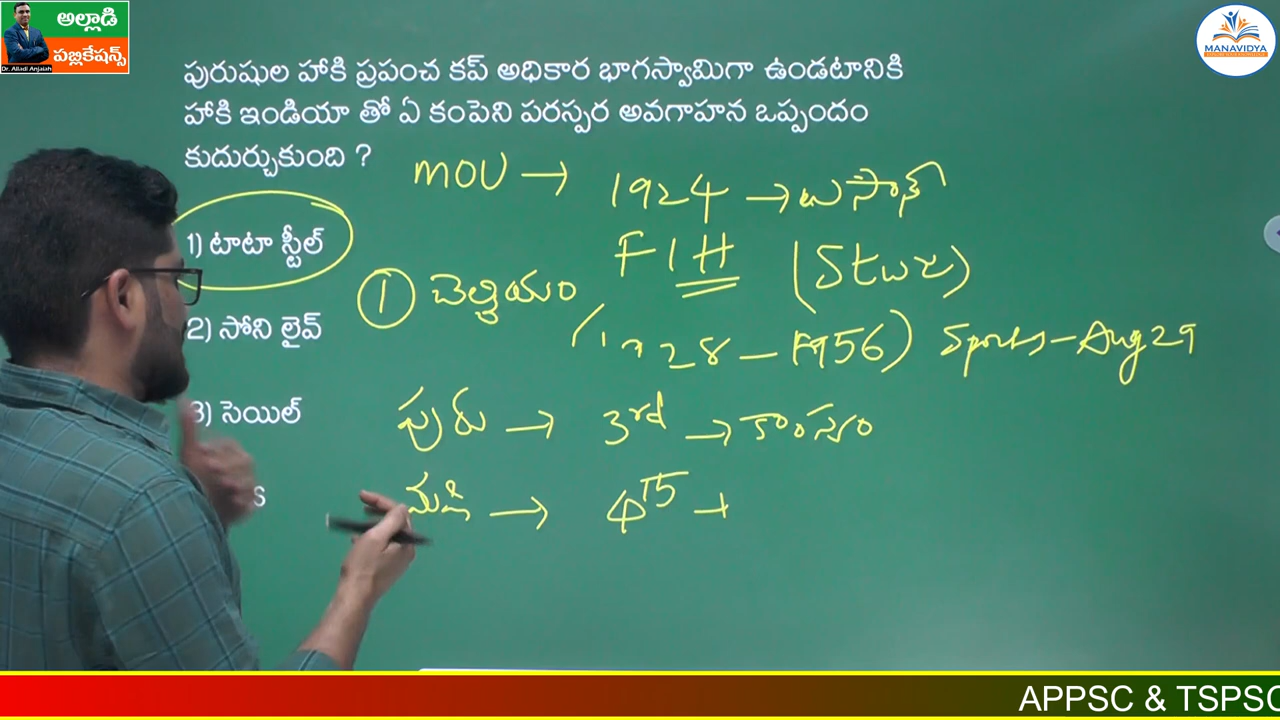 అల్లాడి
పబ్లికేషన్స్
Dr. Alladi Anjaiah
MANAVIDYA
పురుషుల హాకి ప్రపంచ కప్ అధికార భాగస్వామిగా ఉండటానికి
హాకి ఇండియా తో ఏ కంపెని పరస్పర అవగాహన ఒప్పందం
కుదుర్చుకుంది ?
MOU → 1924 → లుసాన్
1) టాటా స్టీల్
FIH (Stwz)
① బెల్జియం
2) సోని లైవ్
(1928 – 1956) Sports – Aug 29
3) సెయిల్
పురు → 3rd → కాంస్యం
మహి → 4th →
APPSC & TSPSC